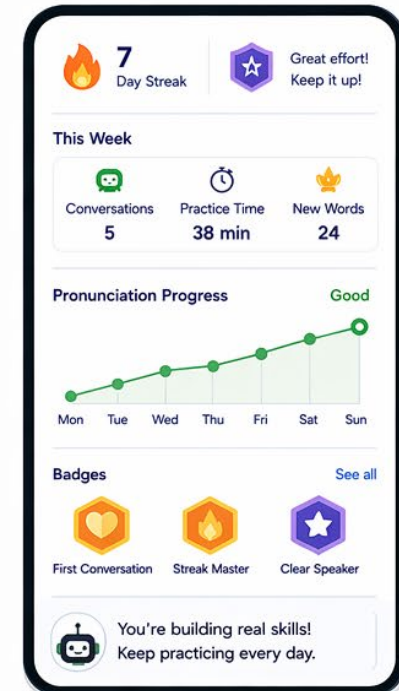 7
Day Streak
Great effort!
Keep it up!
This Week
Conversations
Practice Time
New Words
5
38 min
24
Pronunciation Progress
Good
Mon Tue Wed Thu Fri Sat Sun
Badges
See all
First Conversation
Streak Master
Clear Speaker
You're building real skills!
Keep practicing every day.